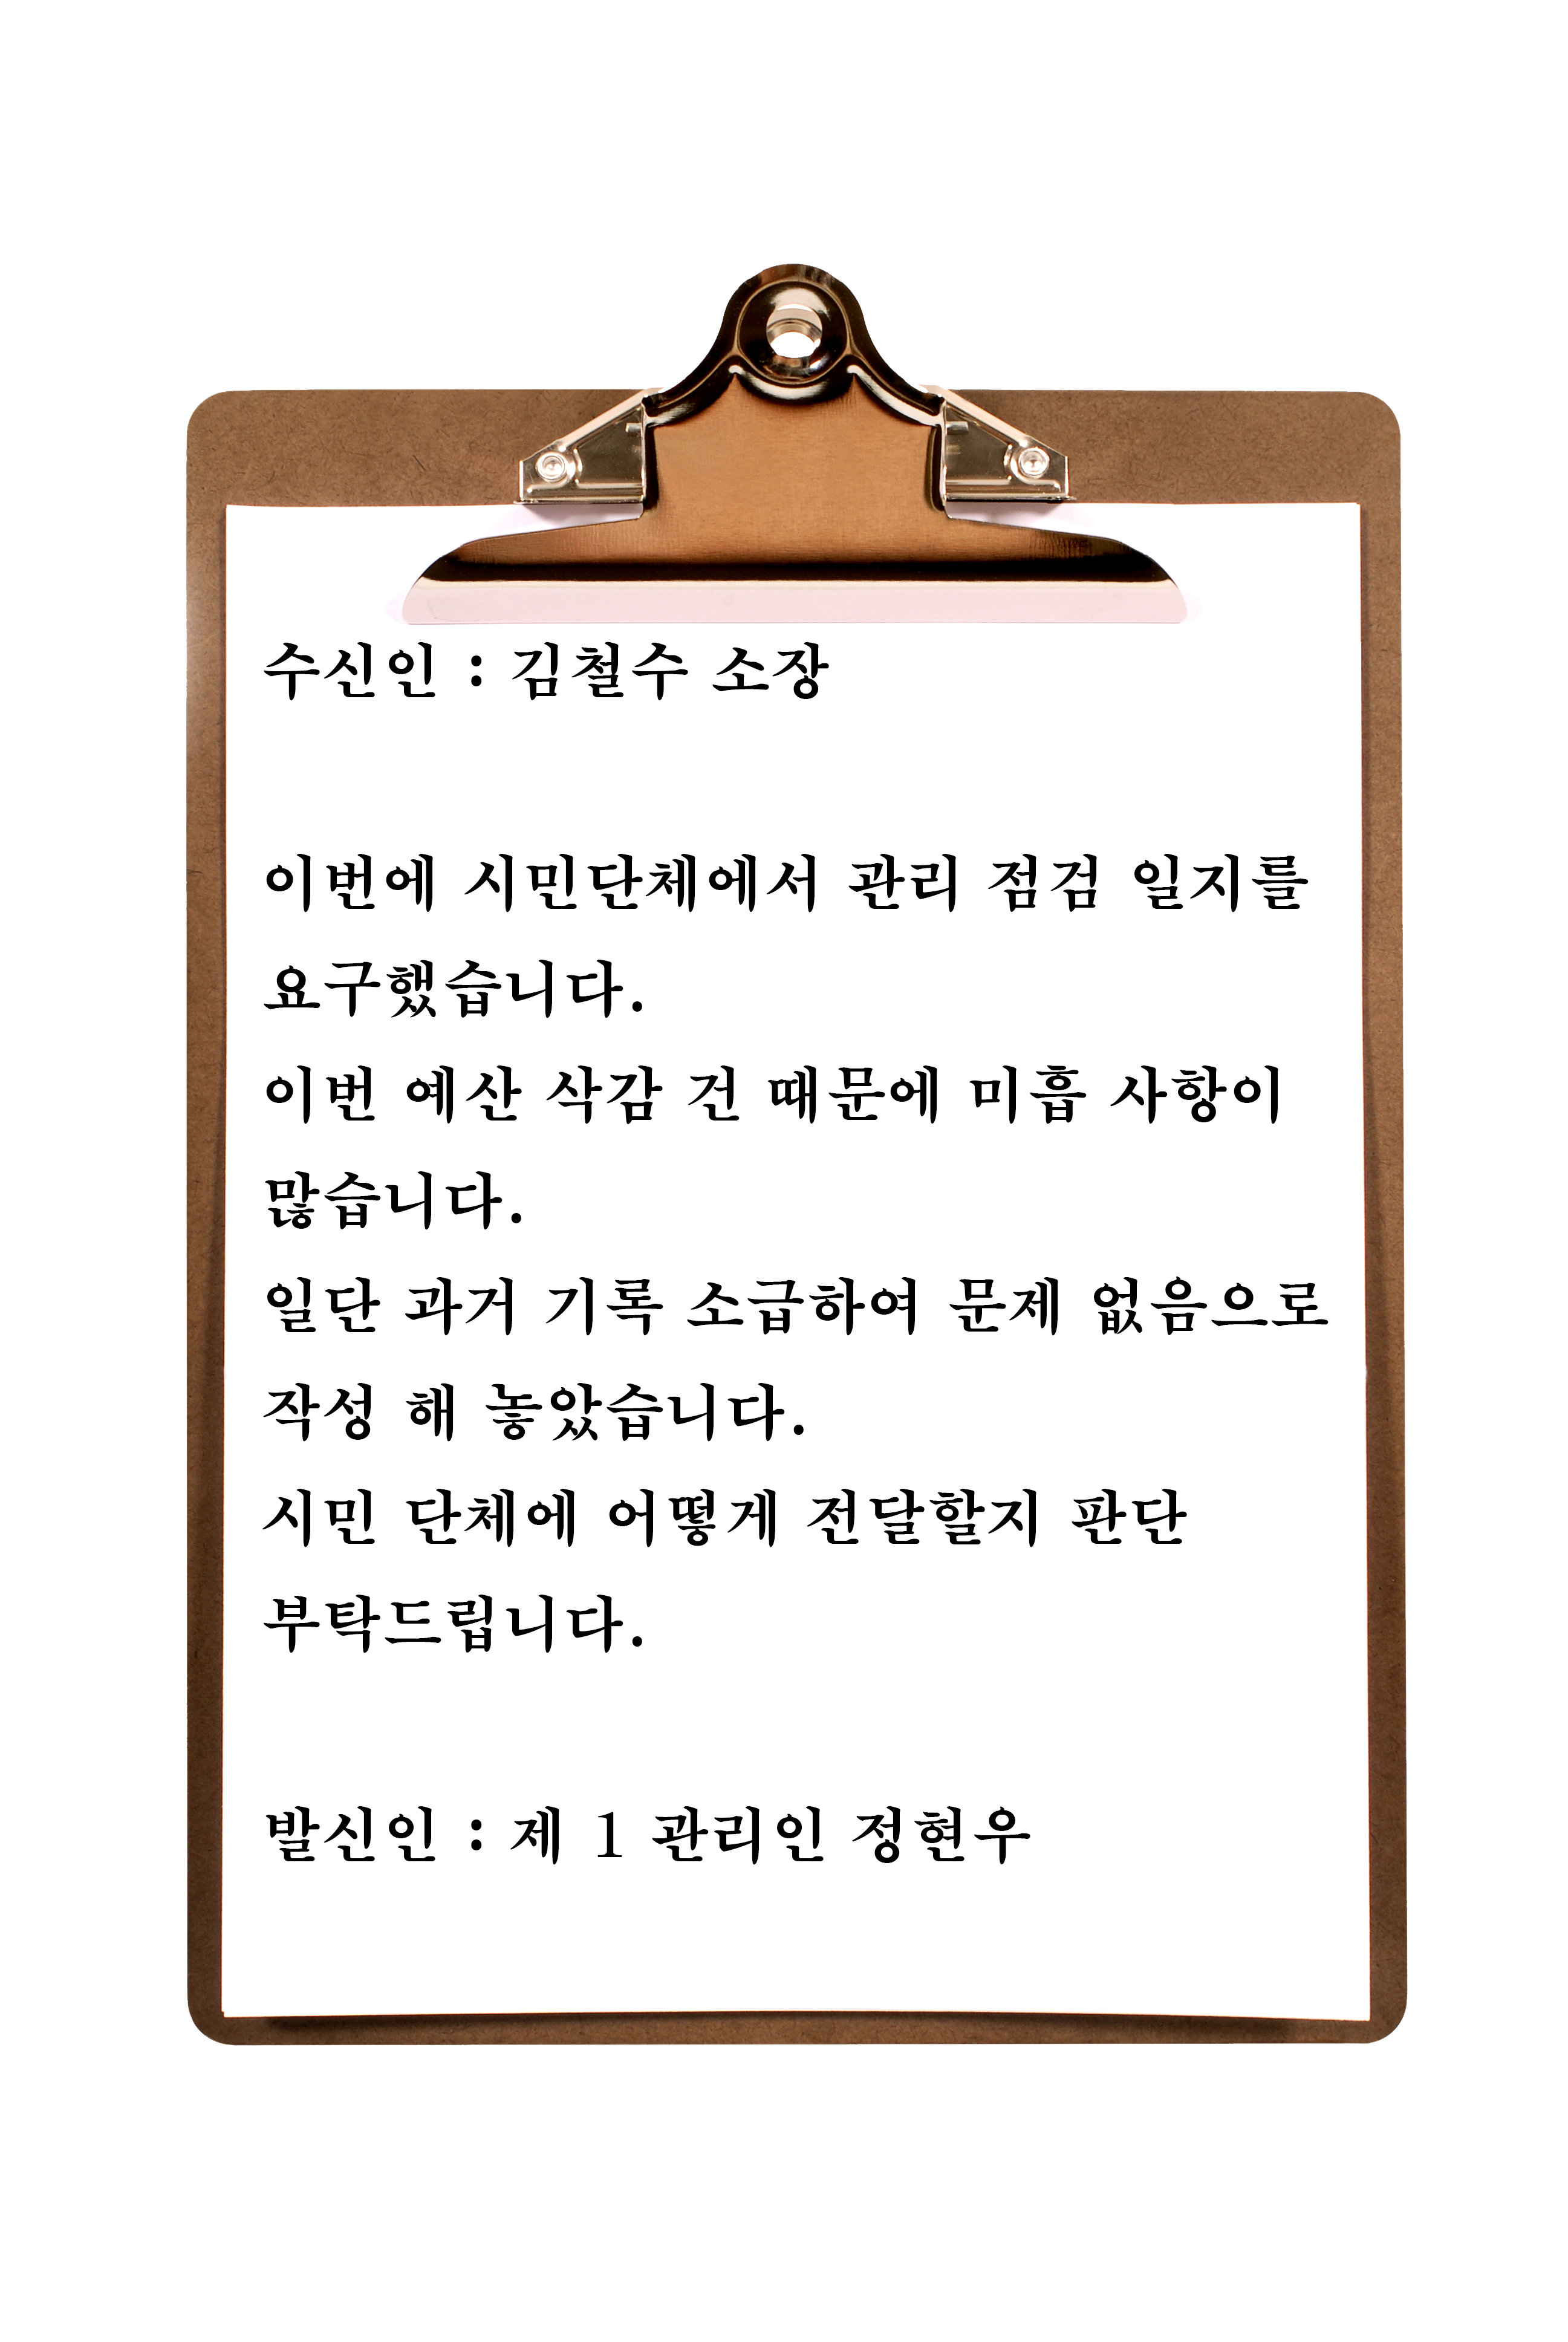 수신인 : 김철수 소장
이번에 시민단체에서 관리 점검 일지를
요구했습니다.
이번 예산 삭감 건 때문에 미흡 사항이
많습니다.
일단 과거 기록 소급하여 문제 없음으로
작성 해 놓았습니다.
시민 단체에 어떻게 전달할지 판단
부탁드립니다.
발신인 : 제 1 관리인 정현우